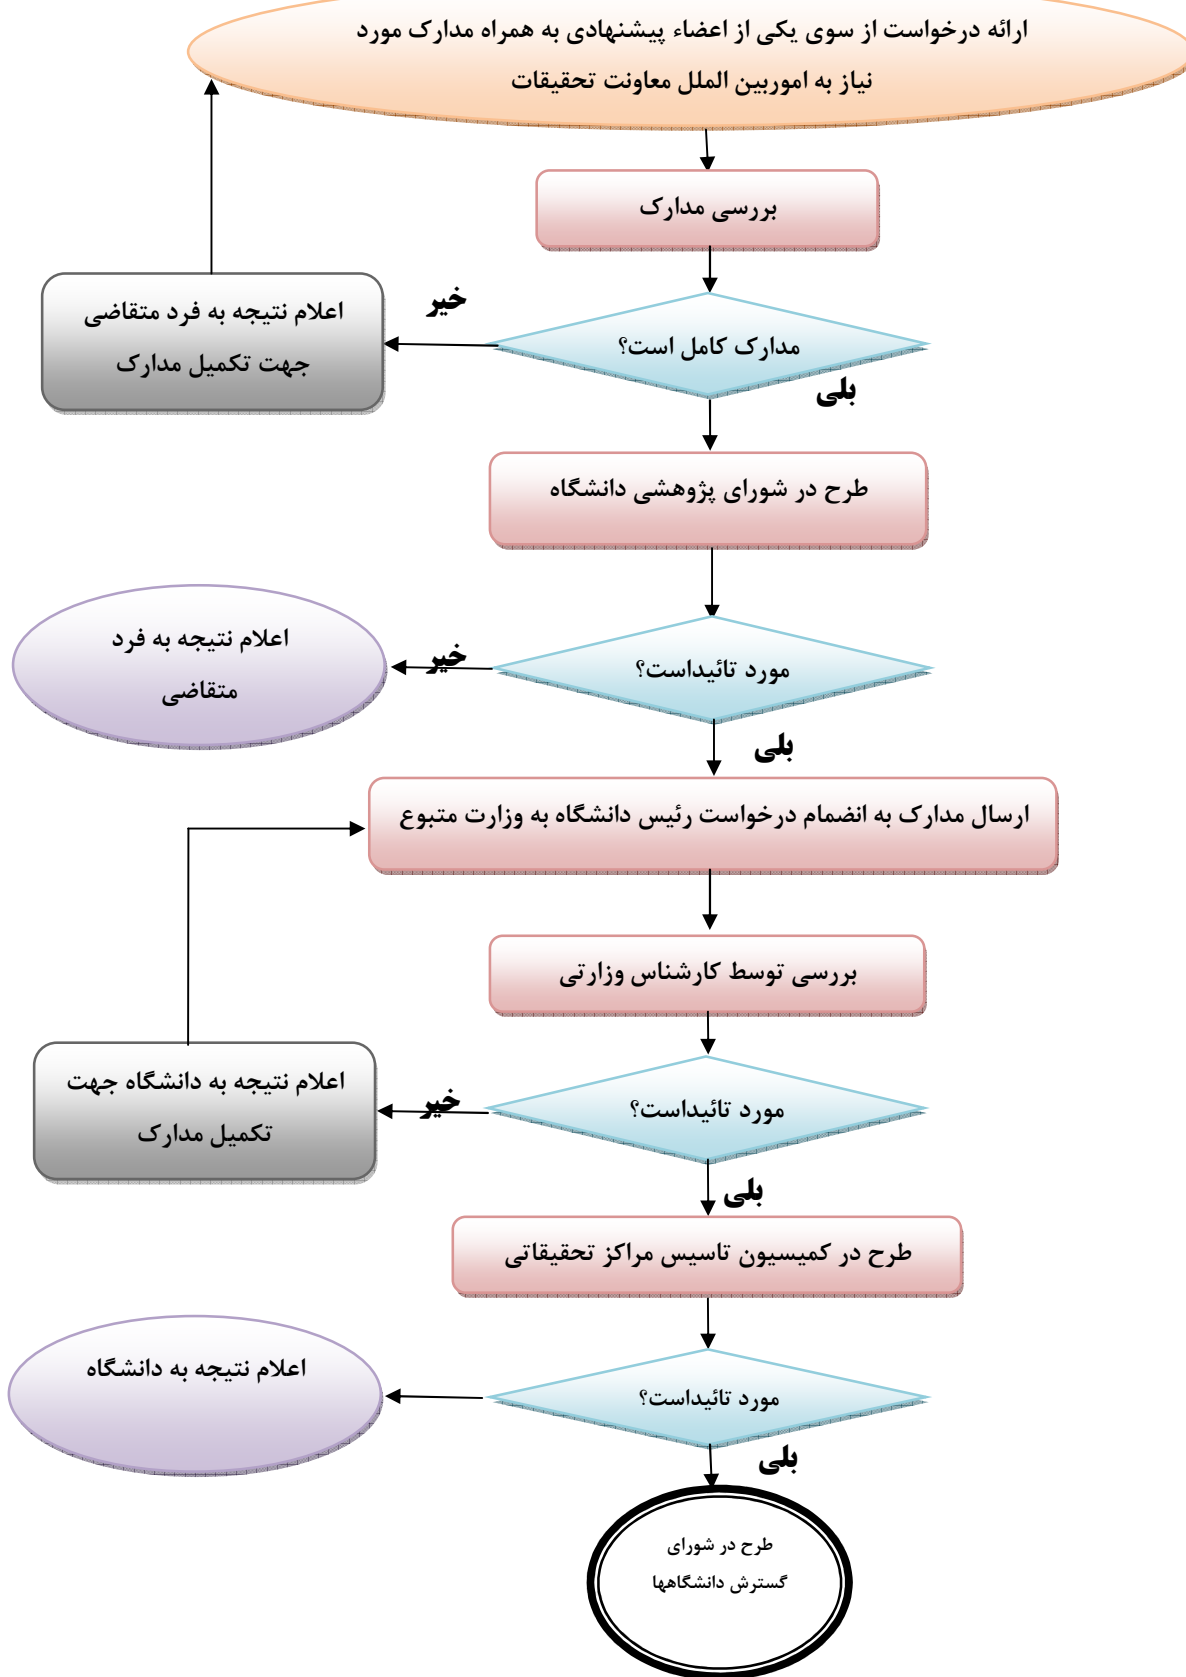 ارائه درخواست از سوی یکی از اعضاء پیشنهادی به همراه مدارک مورد
نیاز به اموربین الملل معاونت تحقیقات
بررسی مدارک
مدارک کامل است؟
خیر
اعلام نتیجه به فرد متقاضی
جهت تکمیل مدارک
بلی
طرح در شورای پژوهشی دانشگاه
مورد تائیداست؟
خیر
اعلام نتیجه به فرد
متقاضی
بلی
ارسال مدارک به انضمام درخواست رئیس دانشگاه به وزارت متبوع
بررسی توسط کارشناس وزارتی
مورد تائیداست؟
خیر
اعلام نتیجه به دانشگاه جهت
تکمیل مدارک
بلی
طرح در کمیسیون تاسیس مراکز تحقیقاتی
مورد تائیداست؟
اعلام نتیجه به دانشگاه
بلی
طرح در شورای
گسترش دانشگاهها